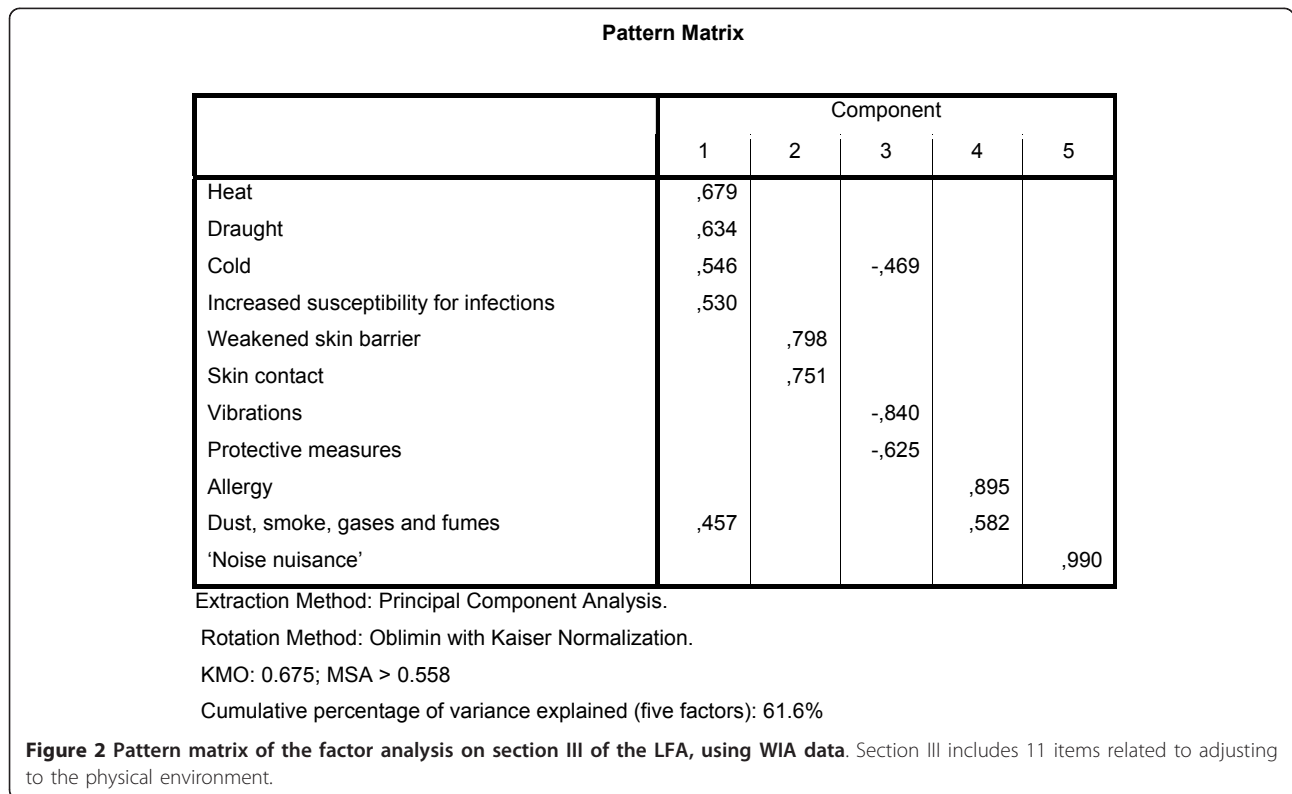 Pattern Matrix
Component
1 2 3 4 5
Heat ,679
Draught ,634
Cold ,546 -,469
Increased susceptibility for infections ,530
Weakened skin barrier ,798
Skin contact ,751
Vibrations -,840
Protective measures -,625
Allergy ,895
Dust, smoke, gases and fumes ,457 ,582
‘Noise nuisance’ ,990
Extraction Method: Principal Component Analysis.
Rotation Method: Oblimin with Kaiser Normalization.
KMO: 0.675; MSA > 0.558
Cumulative percentage of variance explained (five factors): 61.6%
Figure 2 Pattern matrix of the factor analysis on section III of the LFA, using WIA data. Section III includes 11 items related to adjusting
to the physical environment.